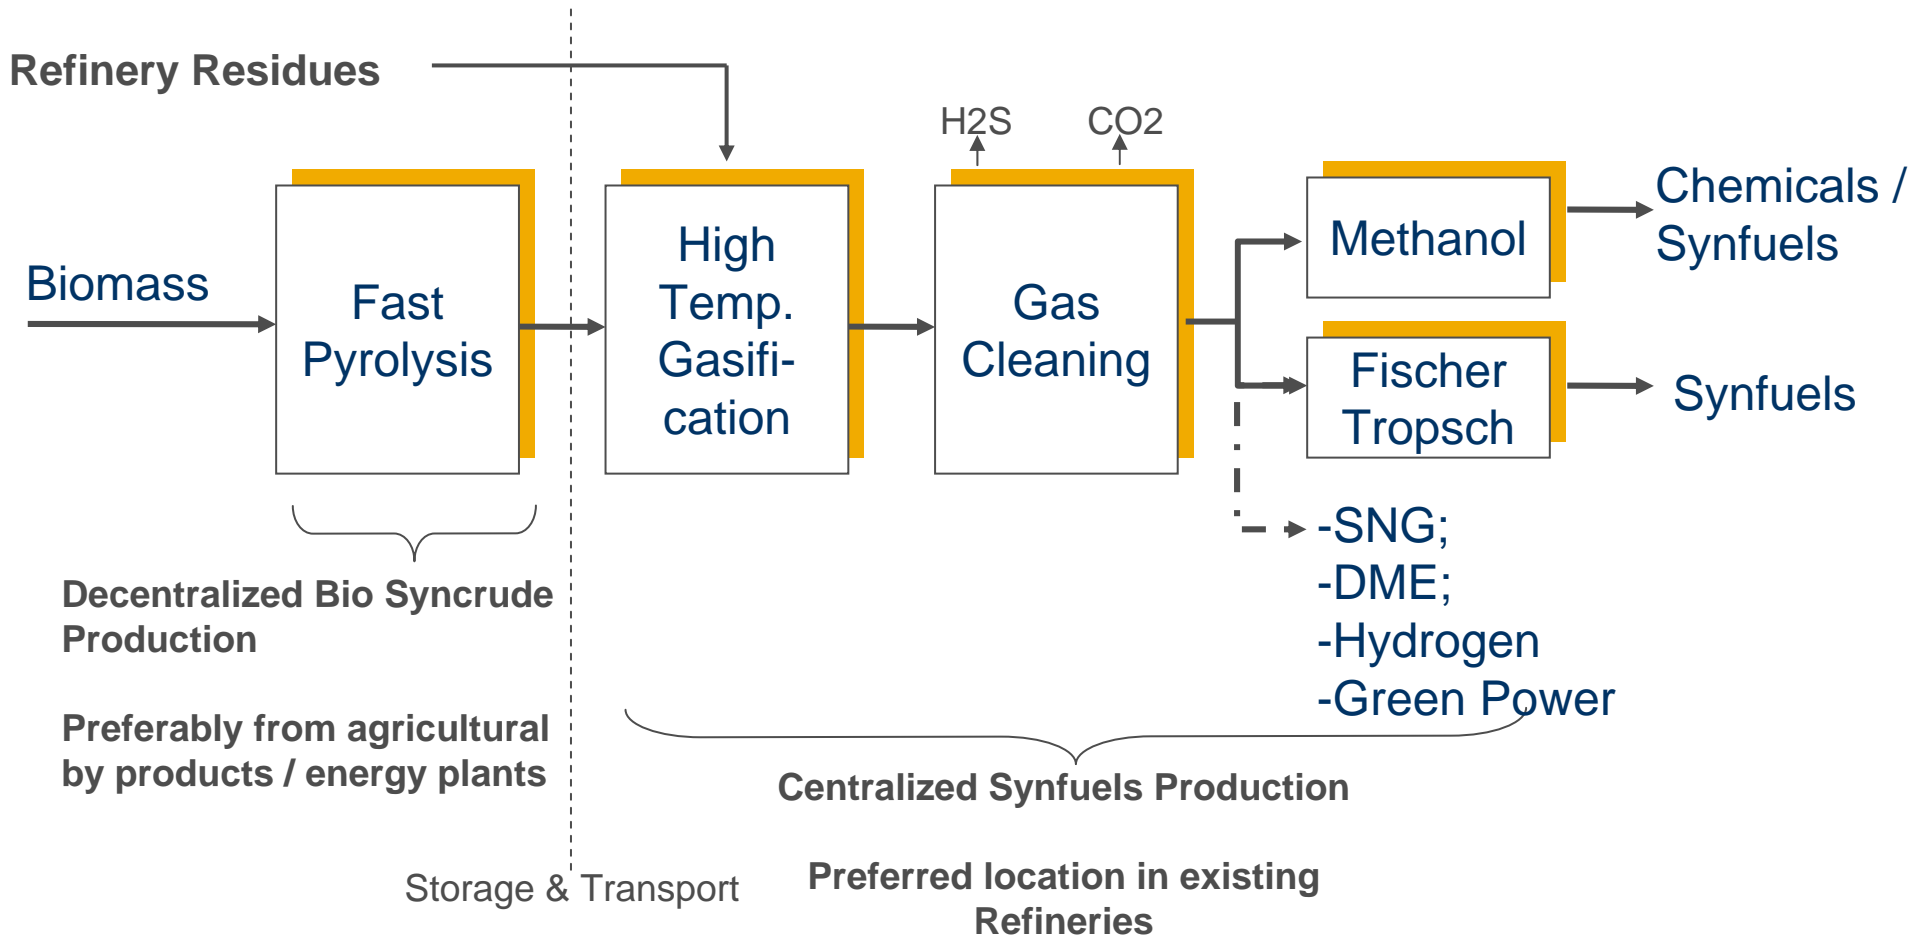 Refinery Residues
H2S
CO2
Biomass
Fast
Pyrolysis
High
Temp.
Gasifi-
cation
Gas
Cleaning
Methanol
Chemicals /
Synfuels
Fischer
Tropsch
Synfuels
-SNG;
-DME;
-Hydrogen
-Green Power
Decentralized Bio Syncrude
Production
Preferably from agricultural
by products / energy plants
Centralized Synfuels Production
Storage & Transport
Preferred location in existing
Refineries